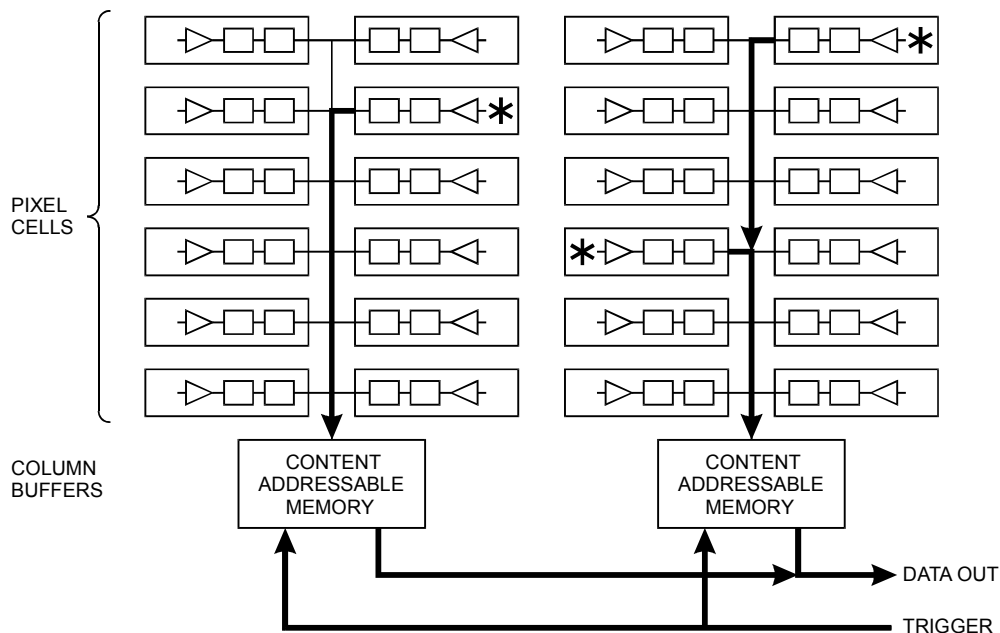 PIXEL
CELLS
COLUMN
BUFFERS
CONTENT
ADDRESSABLE
MEMORY
CONTENT
ADDRESSABLE
MEMORY
DATA OUT
TRIGGER